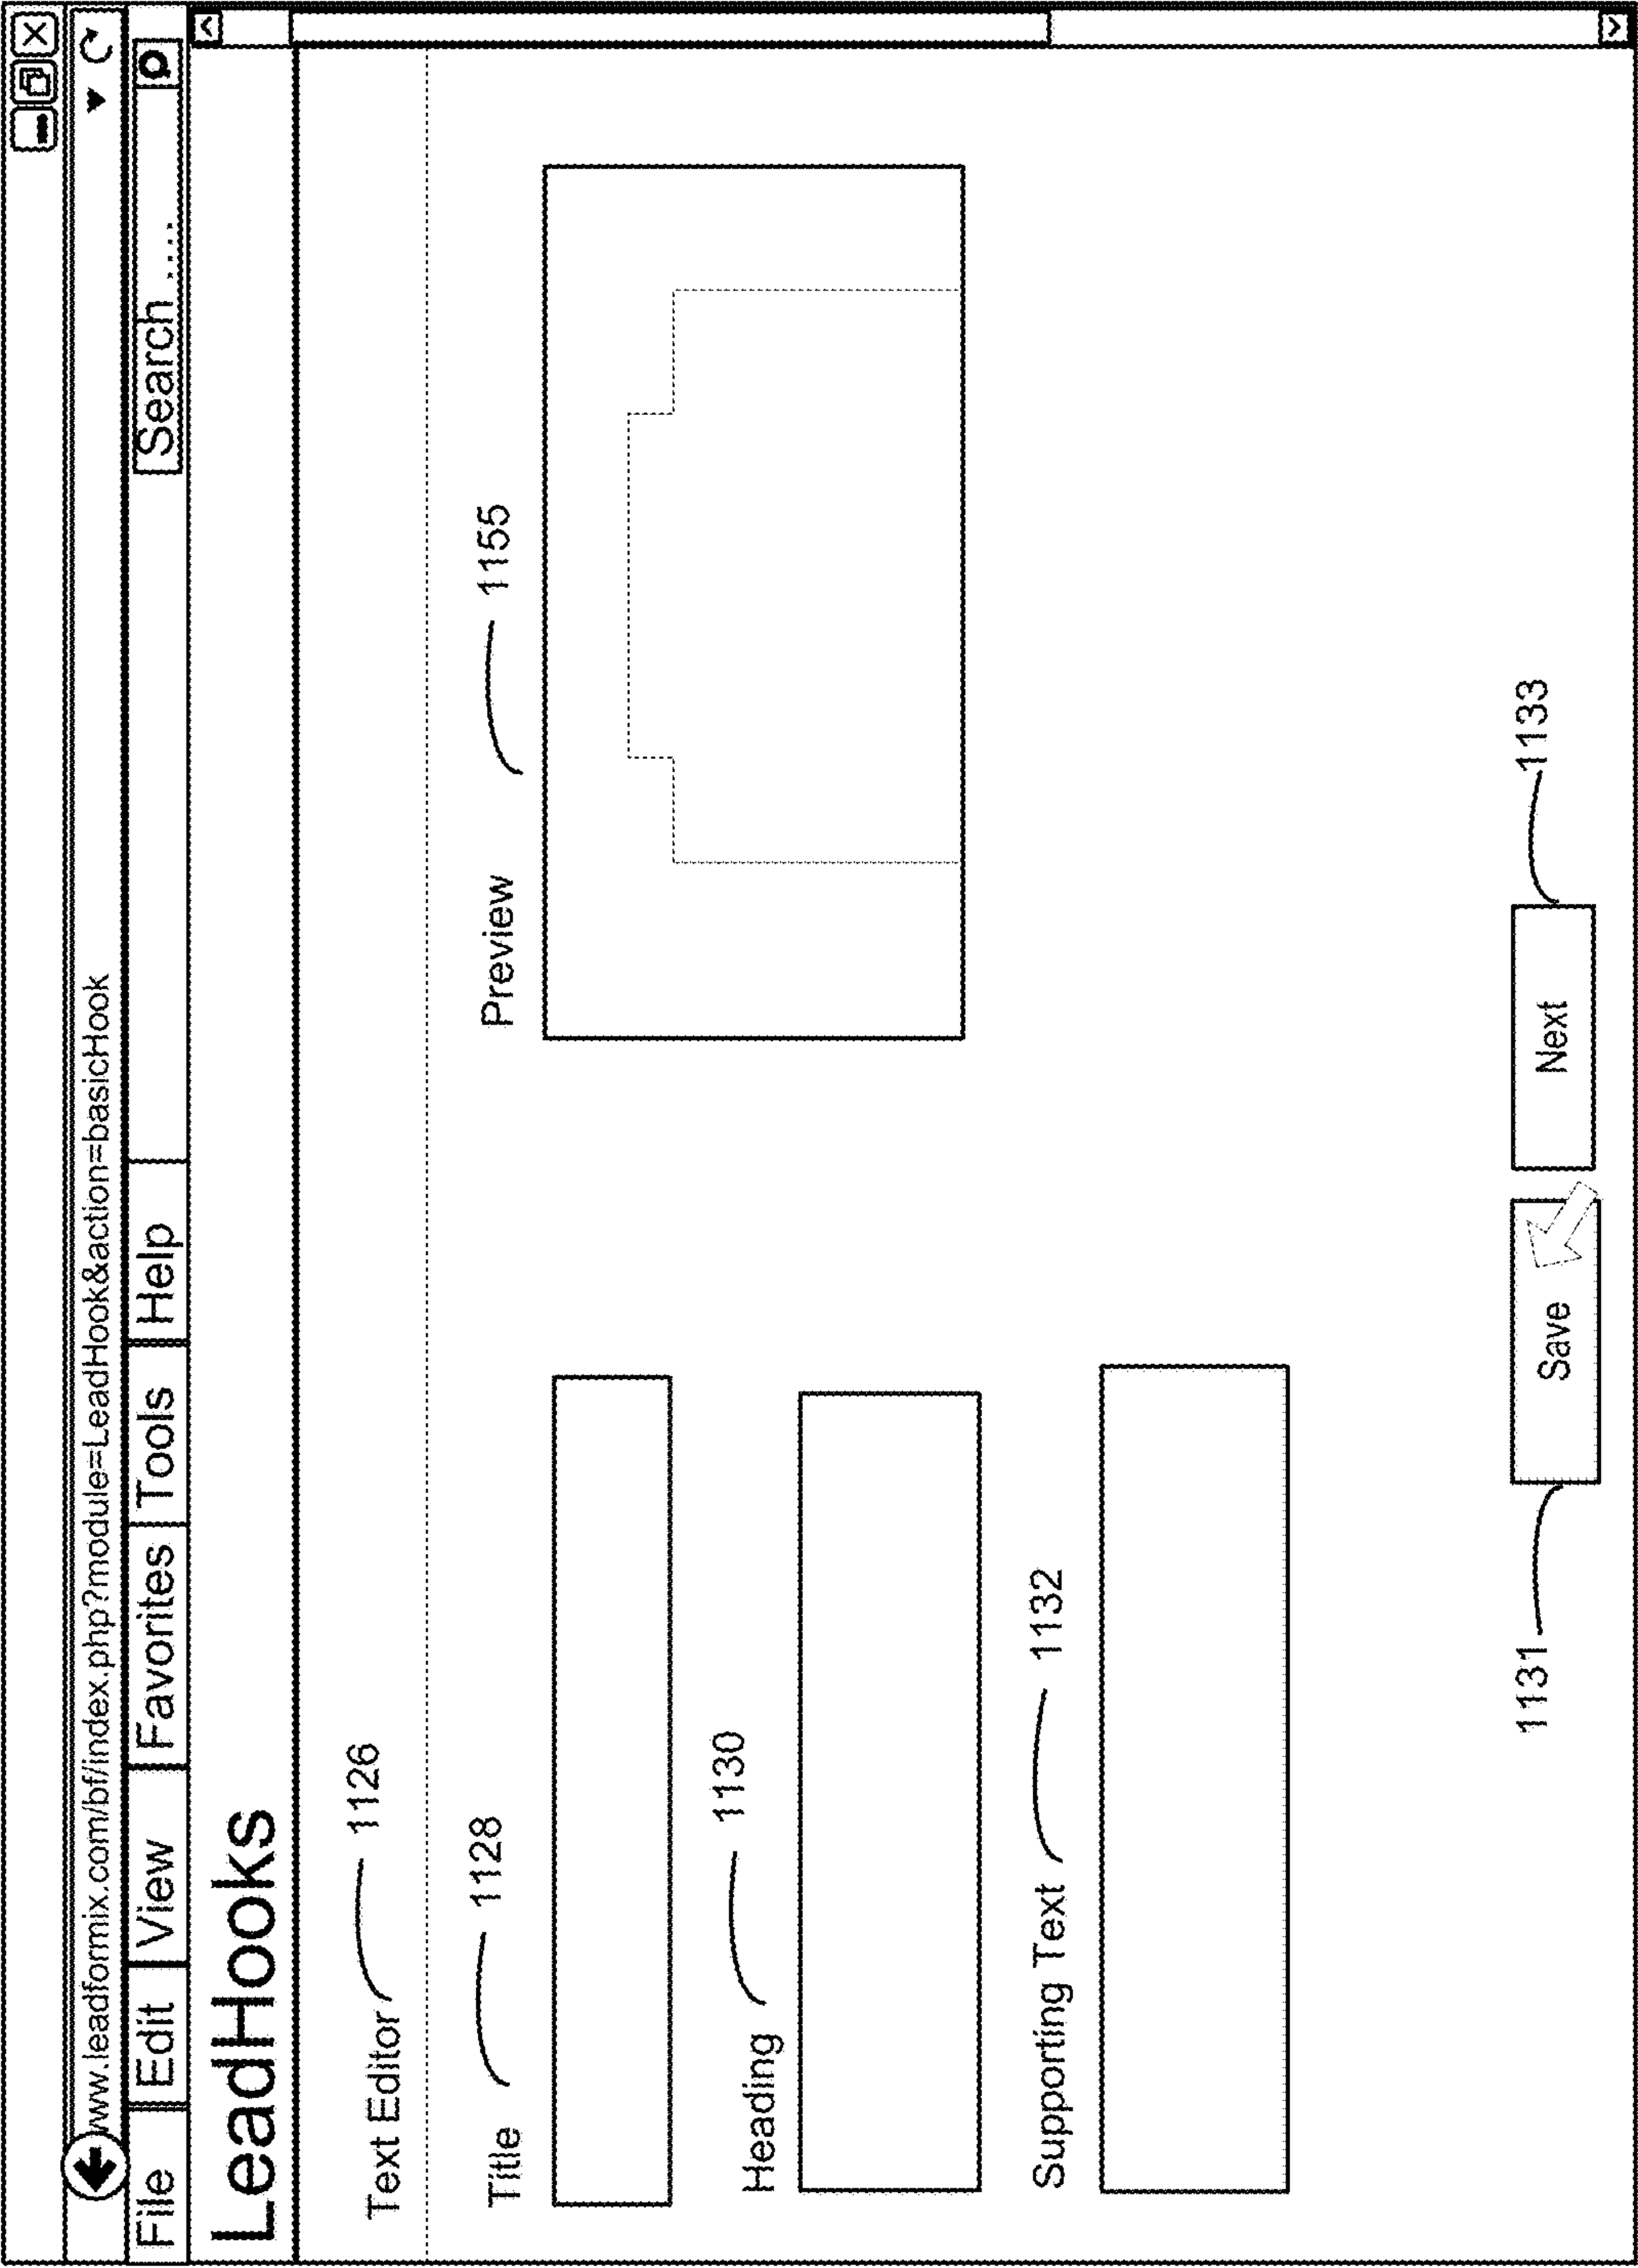 ww.leadformix.com/bf/index.php?module=LeadHook&action=basicHook
File Edit View Favorites Tools Help Search ....
LeadHooks
Text Editor 1126
Title 1128
Preview 1155
Heading 1130
Supporting Text 1132
1131 Save Next 1133